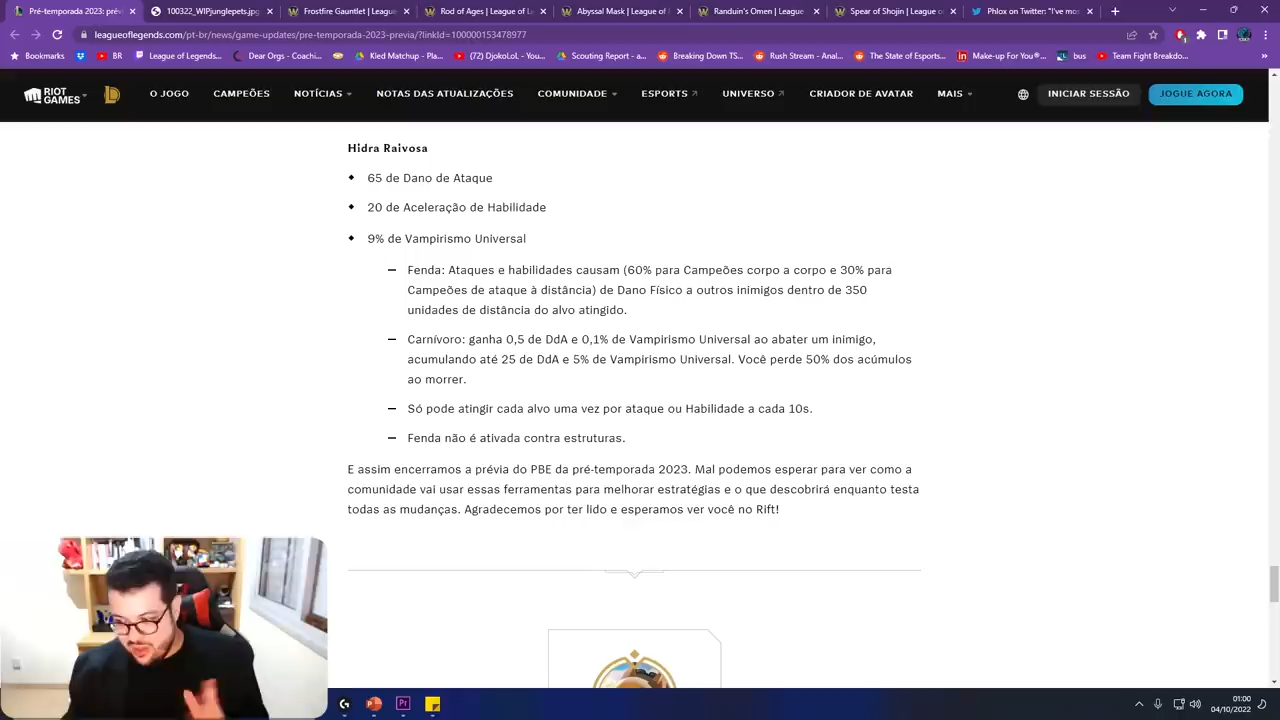 Pré-temporada 2023: prévi
100322_WIPjunglepets.jpg
Frostfire Gauntlet | League
Rod of Ages | League of L
Abyssal Mask | League of
Randuin's Omen | League
Spear of Shojin | League o
Phlox on Twitter: "I've mos
leagueoflegends.com/pt-br/news/game-updates/pre-temporada-2023-previa/?linkId=100000153478977
Bookmarks
BR
League of Legends...
Dear Orgs - Coachi...
Kled Matchup - Pla...
(72) DjokoLoL - You...
Scouting Report - a...
Breaking Down TS...
Rush Stream - Anal...
The State of Esports...
Make-up For You®...
bus
Team Fight Breakdo...
RIOT GAMES
O JOGO
CAMPEÕES
NOTÍCIAS
NOTAS DAS ATUALIZAÇÕES
COMUNIDADE
ESPORTS
UNIVERSO
CRIADOR DE AVATAR
MAIS
INICIAR SESSÃO
JOGUE AGORA
Hidra Raivosa
65 de Dano de Ataque
20 de Aceleração de Habilidade
9% de Vampirismo Universal
Fenda: Ataques e habilidades causam (60% para Campeões corpo a corpo e 30% para
Campeões de ataque à distância) de Dano Físico a outros inímigos dentro de 350
unidades de distância do alvo atingido.
Carnívoro: ganha 0,5 de DdA e 0,1% de Vampirismo Universal ao abater um inimigo,
acumulando até 25 de DdA e 5% de Vampirismo Universal. Você perde 50% dos acúmulos
ao morrer.
Só pode atingir cada alvo uma vez por ataque ou Habilidade a cada 10s.
Fenda não é ativada contra estruturas.
E assim encerramos a prévia do PBE da pré-temporada 2023. Mal podemos esperar para ver como a
comunidade vai usar essas ferramentas para melhorar estratégias e o que descobrirá enquanto testa
todas as mudanças. Agradecemos por ter lido e esperamos ver você no Rift!
01:00
04/10/2022